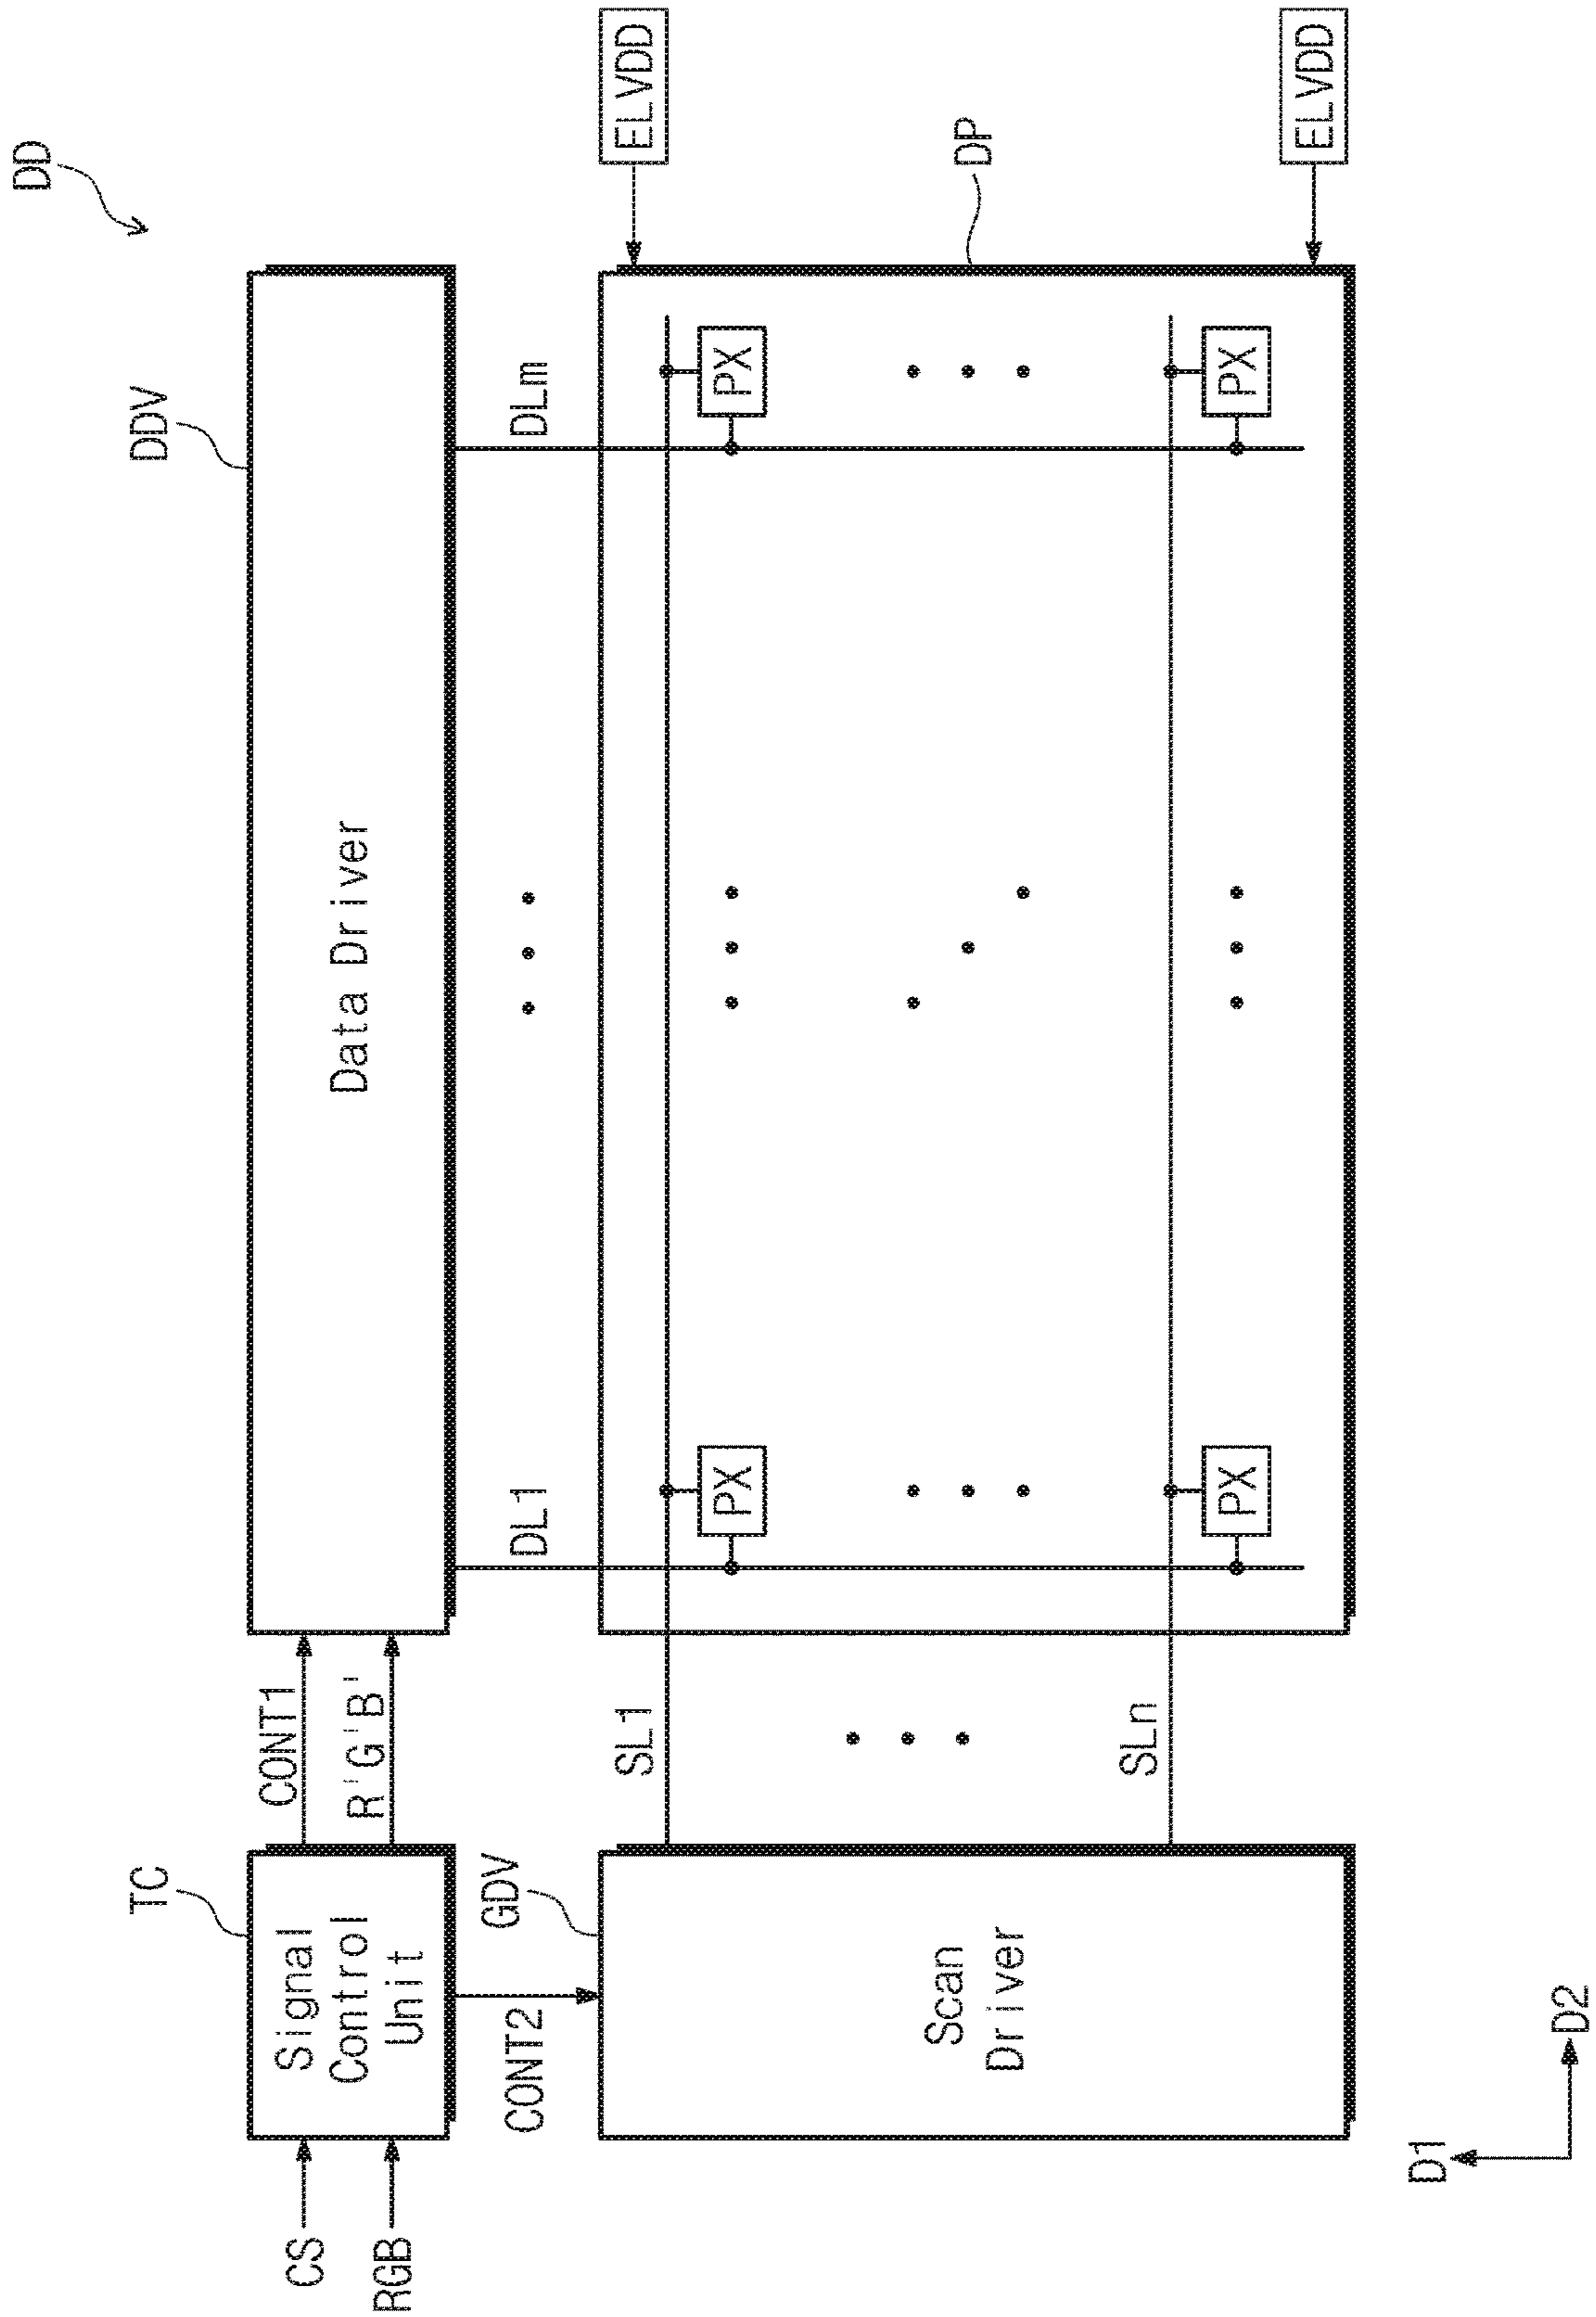 DD
TC
DDV
CS
RGB
Signal
Control
Unit
CONT1
R'G'B'
Data Driver
CONT2
GDV
DL1
DLm
Scan
Driver
SL1
SLn
PX
PX
PX
PX
ELVDD
DP
ELVDD
D1
D2